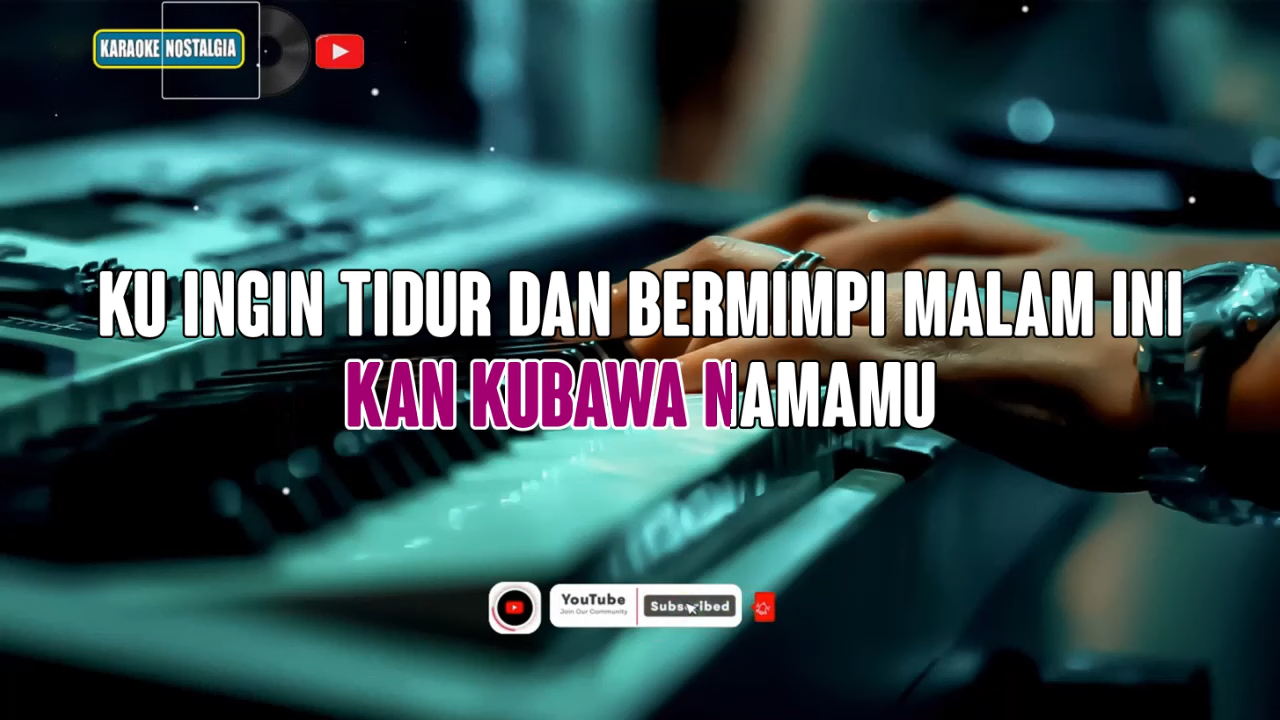 KARAOKE NOSTALGIA
KU INGIN TIDUR DAN BERMIMPI MALAM INI
KAN KUBAWA NAMAMU
YouTube
Join Our Community
Subscribed